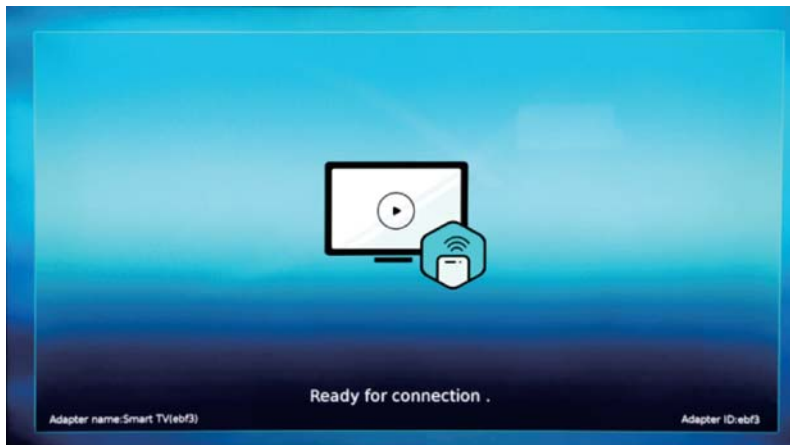 Ready for connection .
Adapter name:Smart TV(ebf3)
Adapter ID:ebf3